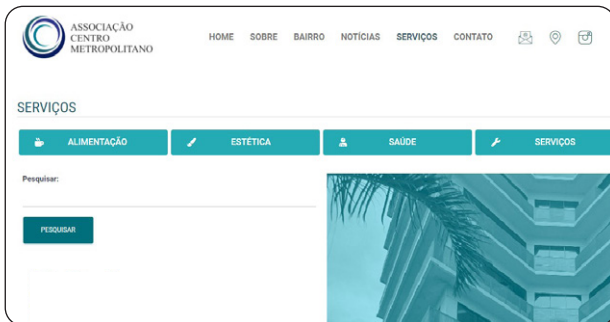 ASSOCIAÇÃO
CENTRO
METROPOLITANO
HOME SOBRE BAIRRO NOTÍCIAS SERVIÇOS CONTATO
SERVIÇOS
ALIMENTAÇÃO ESTÉTICA SAÚDE SERVIÇOS
Pesquisar:
PESQUISAR